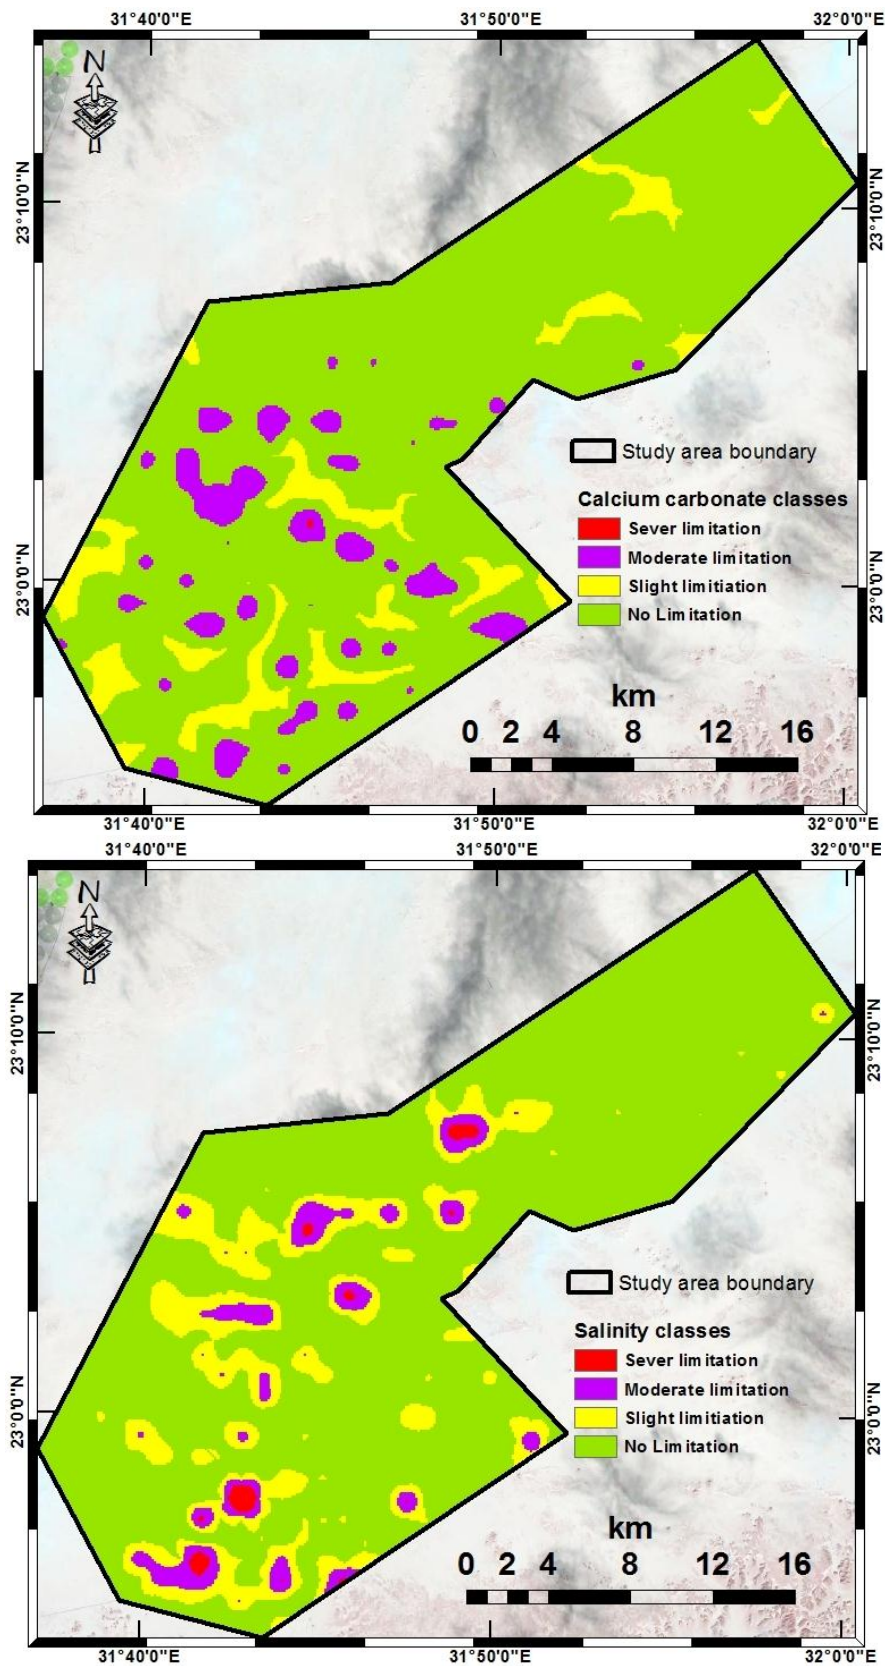 31°40'0"E 31°50'0"E 32°0'0"E
N
23°10'0"N 23°10'0"N
Study area boundary
Calcium carbonate classes
Sever limitation
Moderate limitation
Slight limitiation
No Limitation
23°0'0"N 23°0'0"N
km
0 2 4 8 12 16
31°40'0"E 31°50'0"E 32°0'0"E
31°40'0"E 31°50'0"E 32°0'0"E
N
23°10'0"N 23°10'0"N
Study area boundary
Salinity classes
Sever limitation
Moderate limitation
Slight limitiation
No Limitation
23°0'0"N 23°0'0"N
km
0 2 4 8 12 16
31°40'0"E 31°50'0"E 32°0'0"E